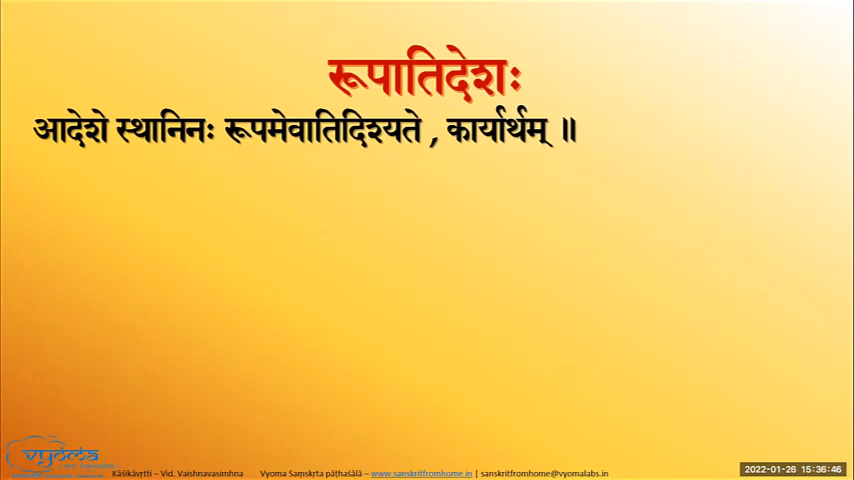 रूपातिदेशः
आदेशे स्थानिनः रूपमेवातिदिश्यते , कार्यार्थम् ॥
vyoma
Kāśikāvṛtti – Vid. Vaishnavasimhna Vyoma Saṃskṛta pāṭhaśālā – www.sanskritfromhome.in | sanskritfromhome@vyomalabs.in
2022-01-26 15:36:46